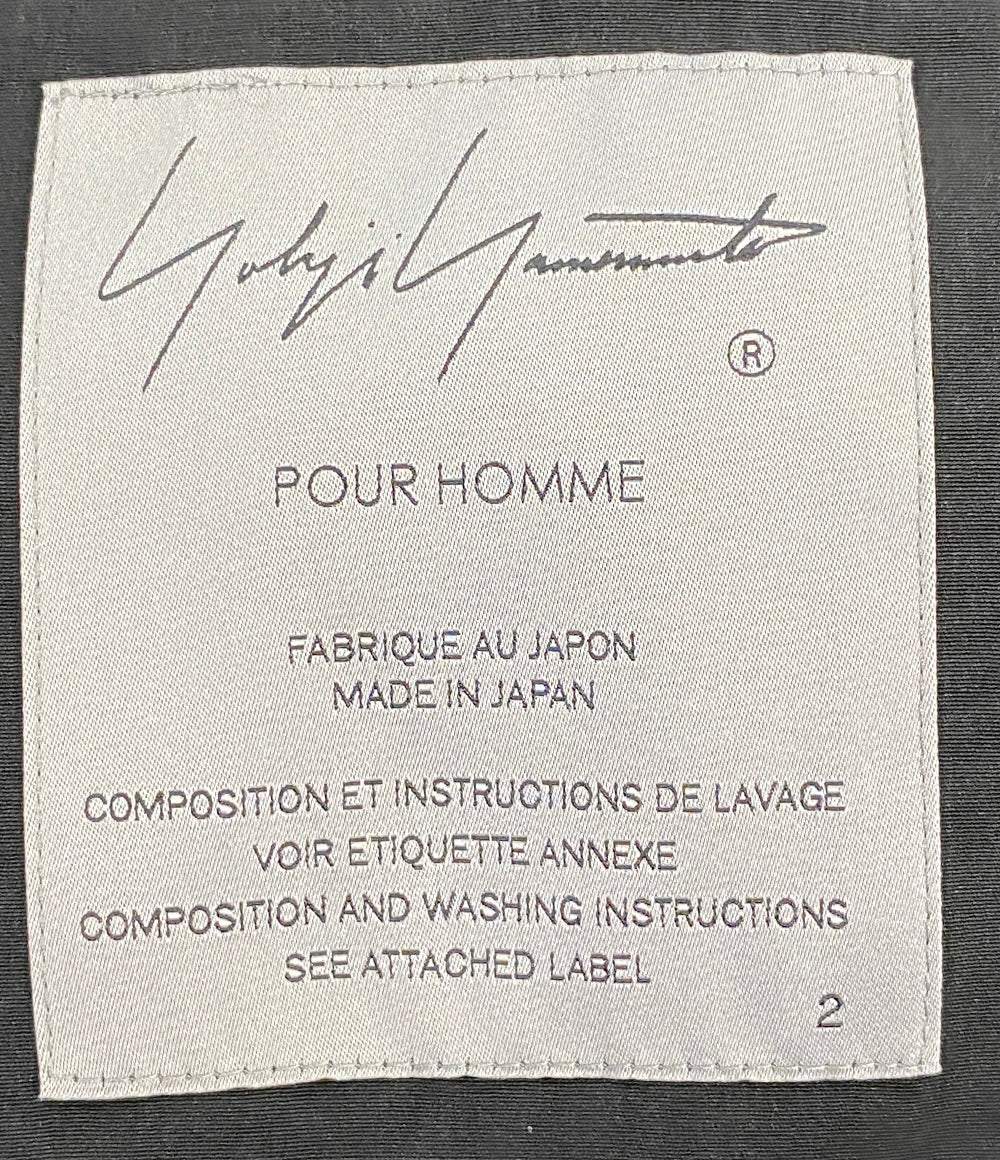 Yohji Yamamoto
®
POUR HOMME
FABRIQUE AU JAPON
MADE IN JAPAN
COMPOSITION ET INSTRUCTIONS DE LAVAGE
VOIR ETIQUETTE ANNEXE
COMPOSITION AND WASHING INSTRUCTIONS
SEE ATTACHED LABEL
2